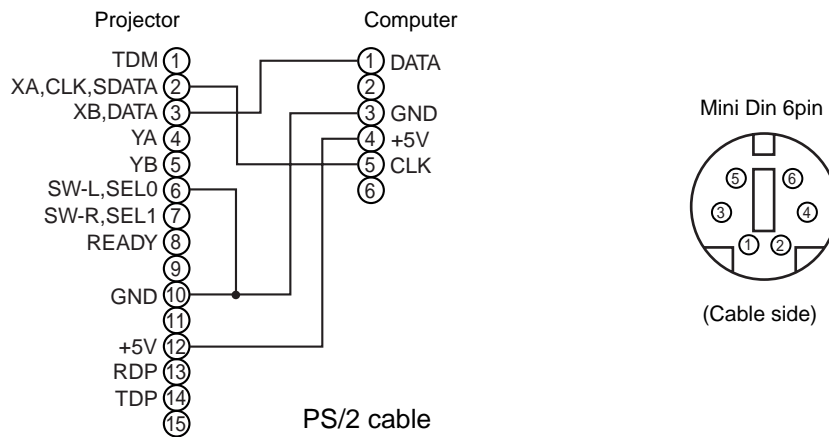 Projector
Computer
TDM 1
XA,CLK,SDATA 2
XB,DATA 3
YA 4
YB 5
SW-L,SEL0 6
SW-R,SEL1 7
READY 8
9
GND 10
11
+5V 12
RDP 13
TDP 14
15
1 DATA
2
3 GND
4 +5V
5 CLK
6
PS/2 cable
Mini Din 6pin
5 6
3 4
1 2
(Cable side)